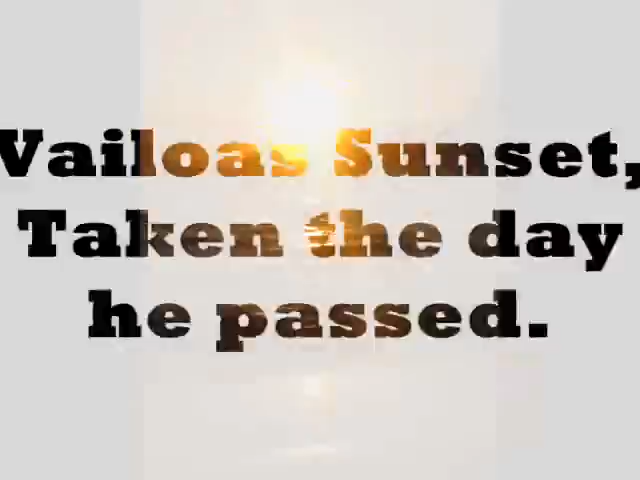 Vailoas Sunset,
Taken the day
he passed.